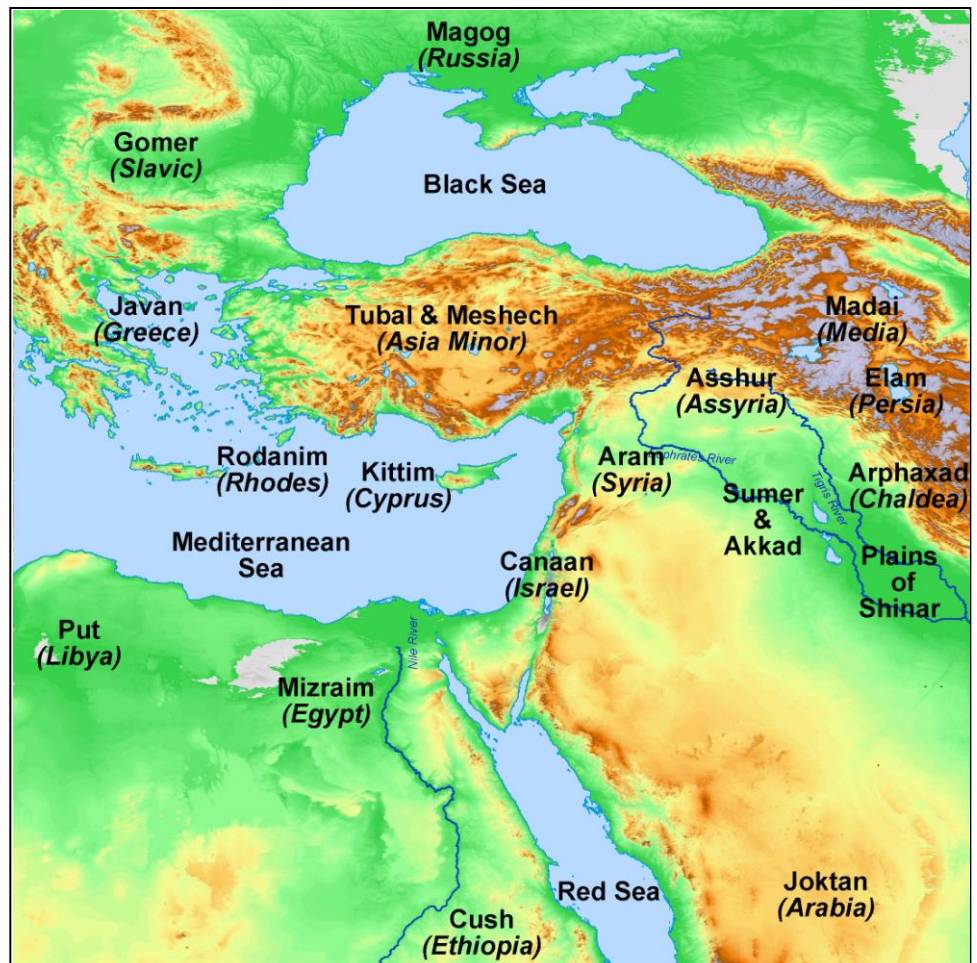 Magog
(Russia)
Gomer
(Slavic)
Black Sea
Javan
(Greece)
Tubal & Meshech
(Asia Minor)
Madai
(Media)
Asshur
(Assyria)
Elam
(Persia)
Rodanim
(Rhodes)
Kittim
(Cyprus)
Aram
(Syria)
Euphrates River
Tigris River
Arphaxad
(Chaldea)
Sumer
&
Akkad
Mediterranean
Sea
Canaan
(Israel)
Plains
of
Shinar
Put
(Libya)
Nile River
Mizraim
(Egypt)
Red Sea
Joktan
(Arabia)
Cush
(Ethiopia)